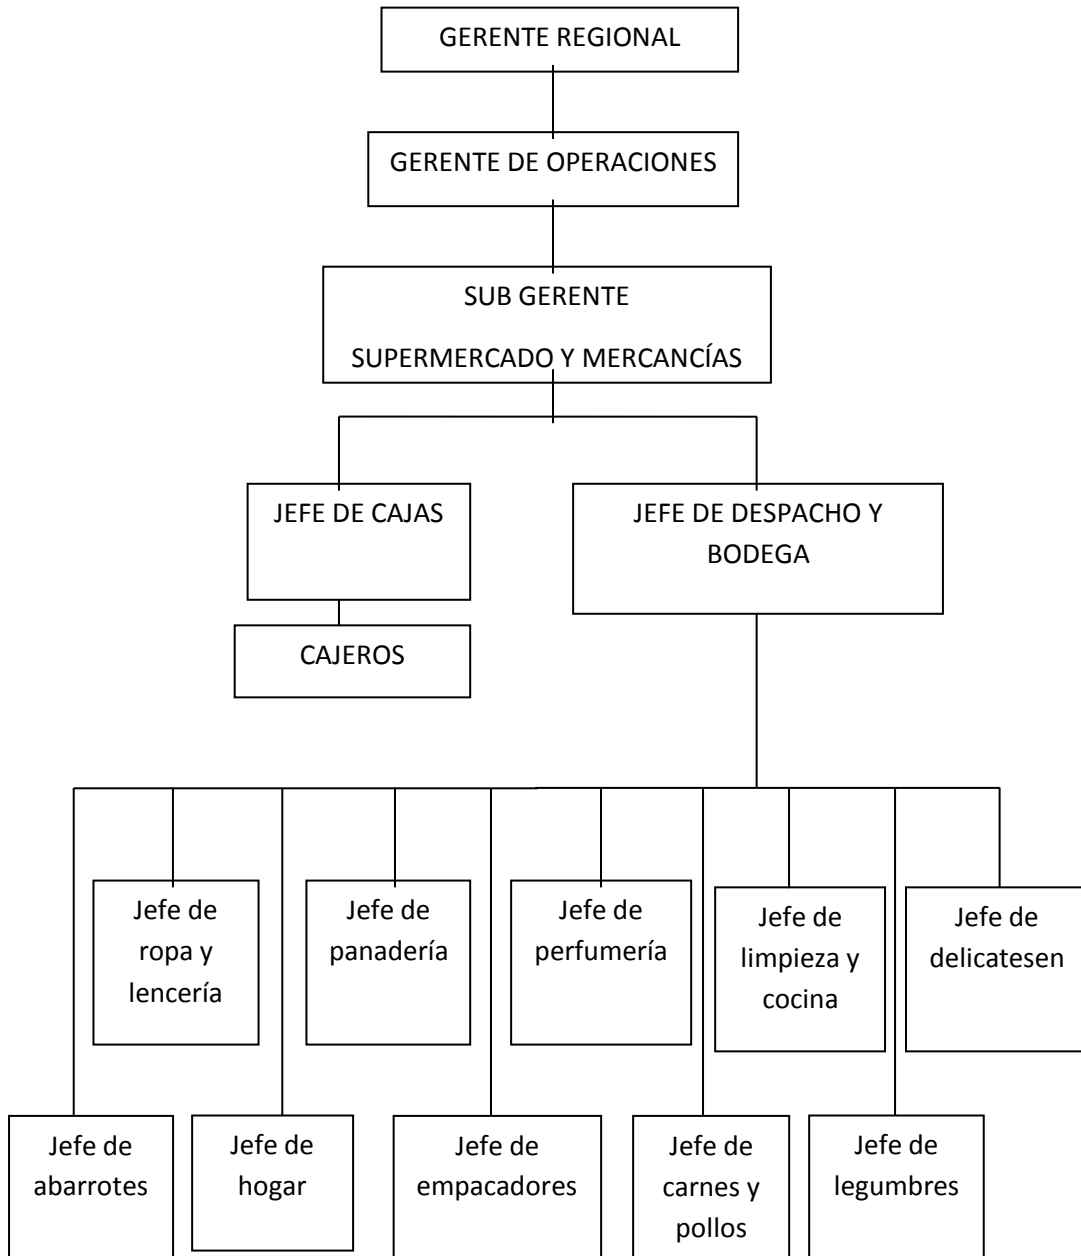 GERENTE REGIONAL
GERENTE DE OPERACIONES
SUB GERENTE
SUPERMERCADO Y MERCANCÍAS
JEFE DE CAJAS
JEFE DE DESPACHO Y
BODEGA
CAJEROS
Jefe de
ropa y
lencería
Jefe de
panadería
Jefe de
perfumería
Jefe de
limpieza y
cocina
Jefe de
delicatesen
Jefe de
abarrotes
Jefe de
hogar
Jefe de
empacadores
Jefe de
carnes y
pollos
Jefe de
legumbres